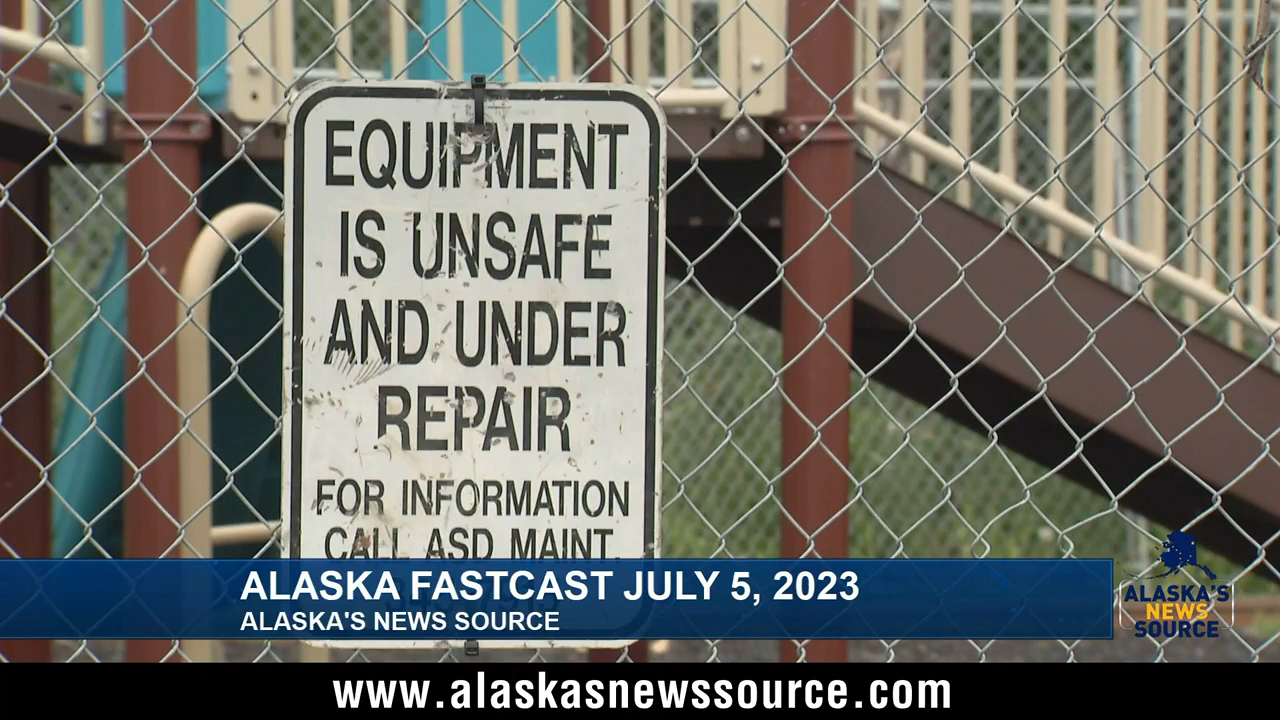 EQUIPMENT
IS UNSAFE
AND UNDER
REPAIR
FOR INFORMATION
CALL ASD MAINT.
ALASKA FASTCAST JULY 5, 2023
ALASKA'S NEWS SOURCE
ALASKA'S
NEWS
SOURCE
www.alaskasnewssource.com